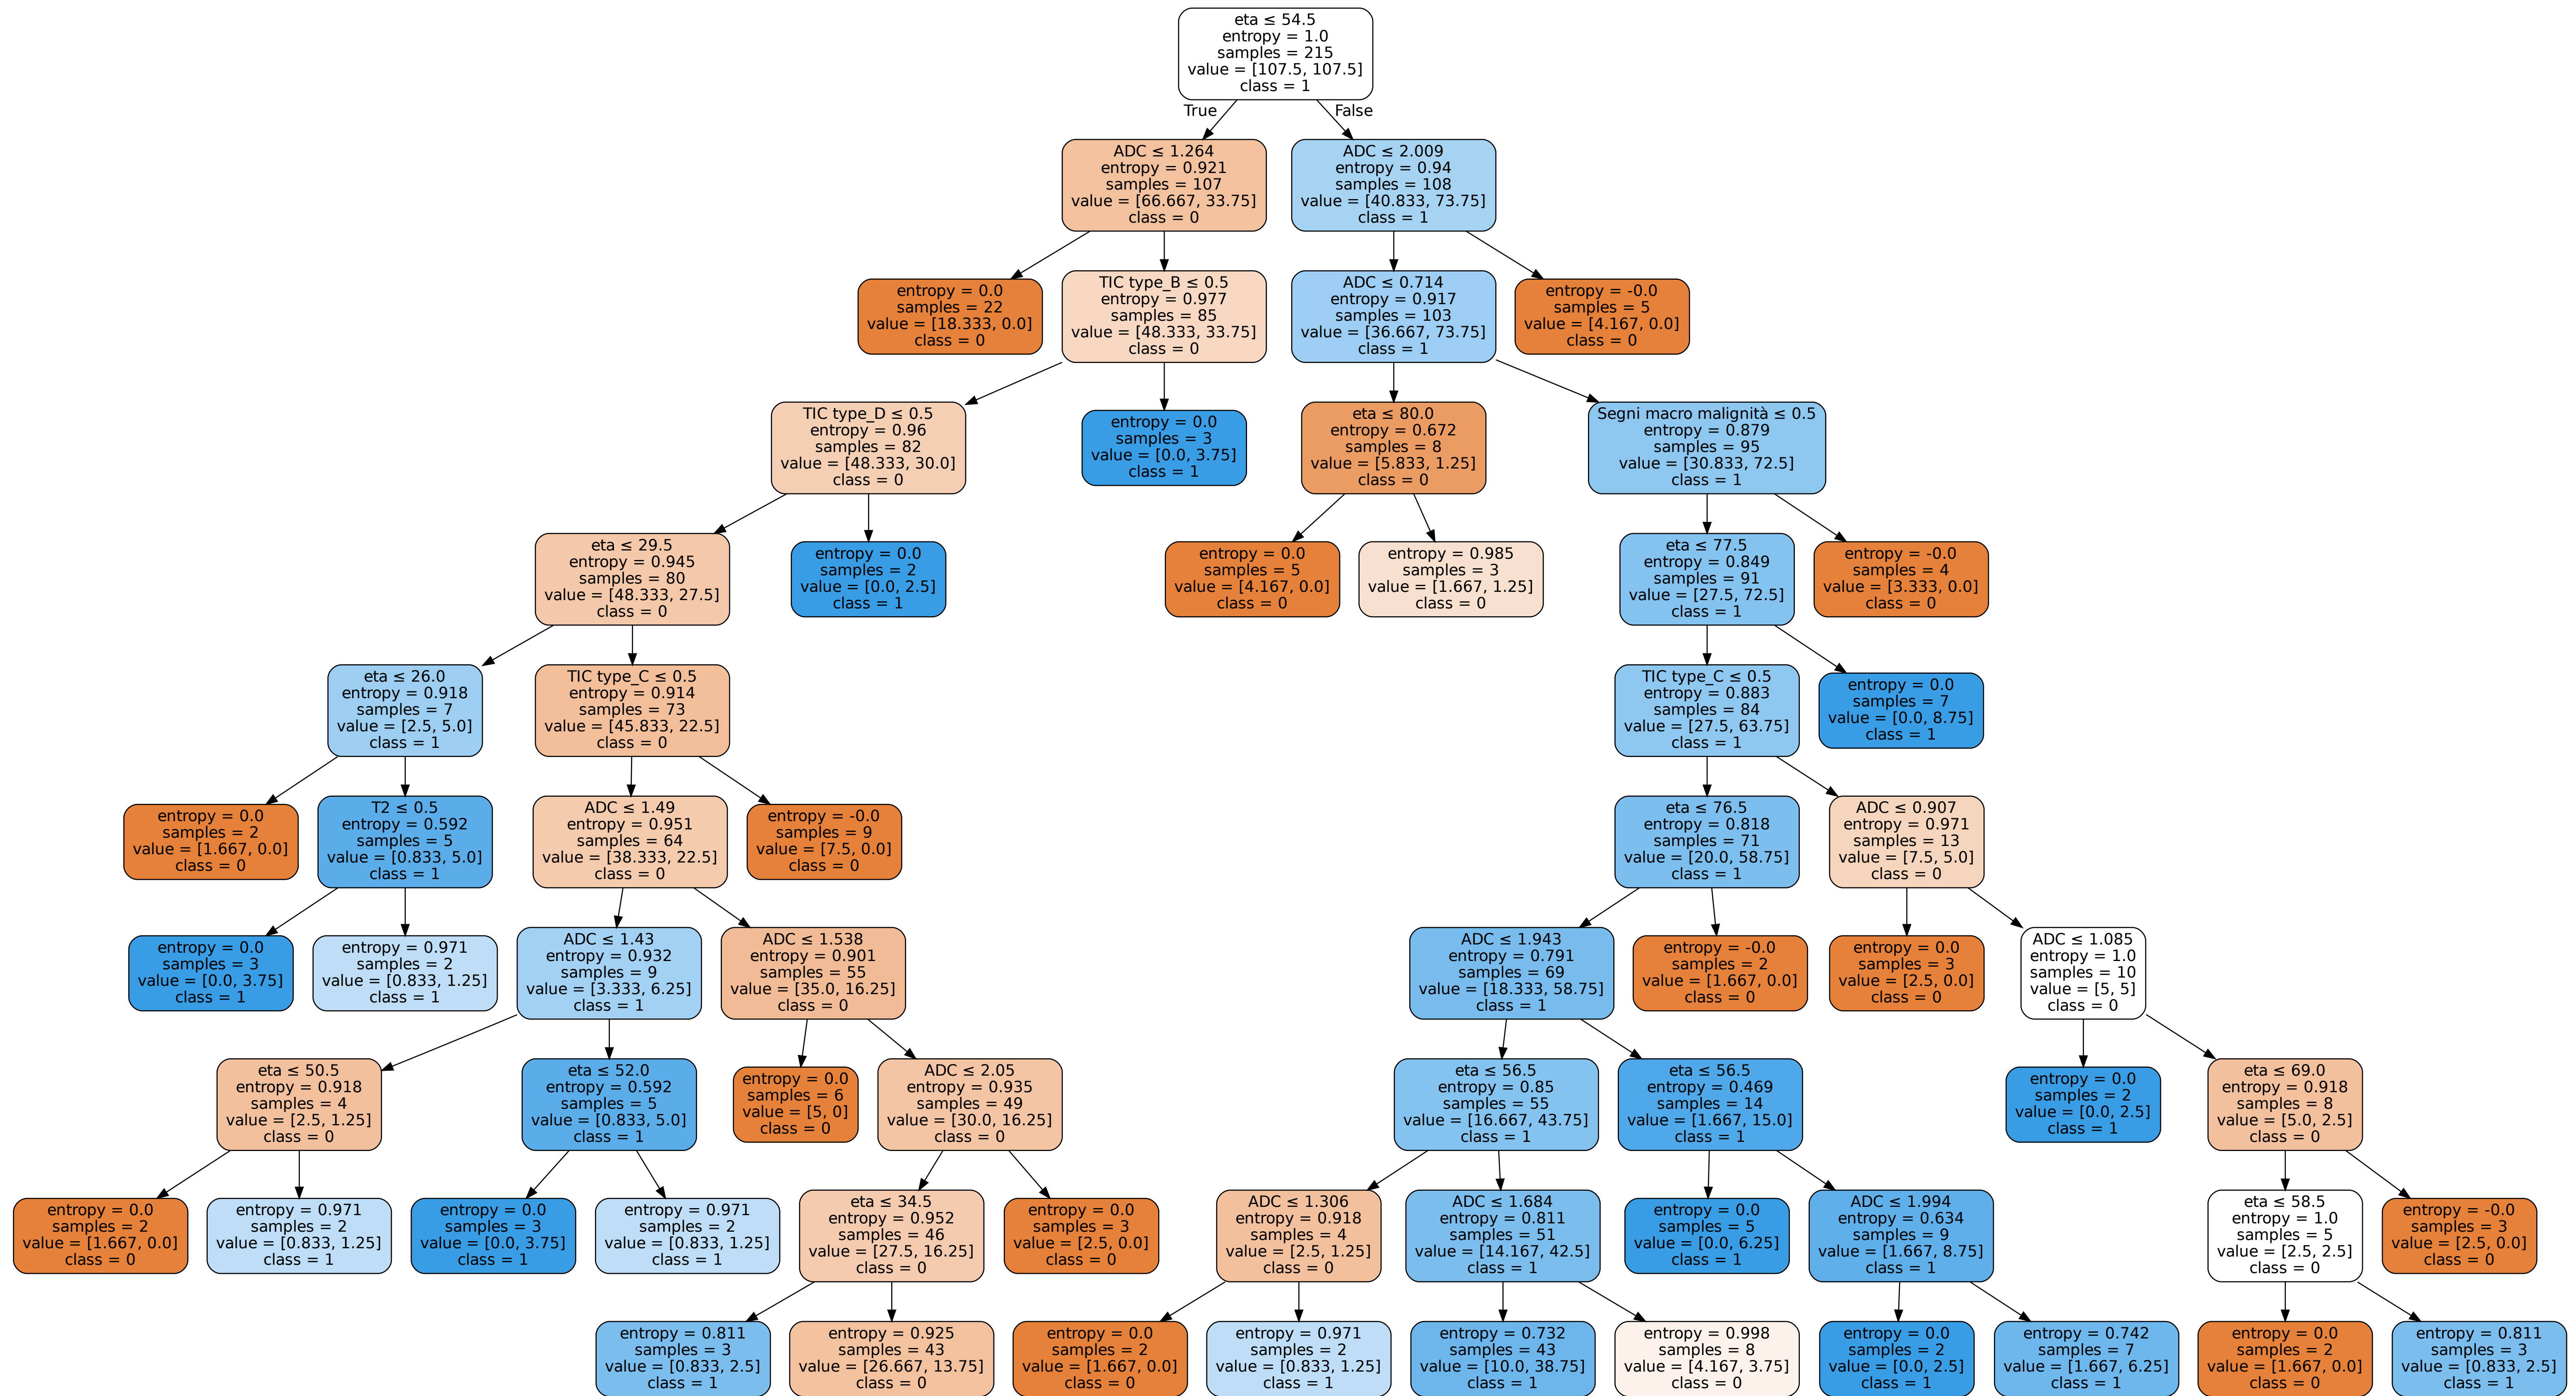 eta ≤ 54.5
entropy = 1.0
samples = 215
value = [107.5, 107.5]
class = 1
True
False
ADC ≤ 1.264
entropy = 0.921
samples = 107
value = [66.667, 33.75]
class = 0
ADC ≤ 2.009
entropy = 0.94
samples = 108
value = [40.833, 73.75]
class = 1
entropy = 0.0
samples = 22
value = [18.333, 0.0]
class = 0
TIC type_B ≤ 0.5
entropy = 0.977
samples = 85
value = [48.333, 33.75]
class = 0
ADC ≤ 0.714
entropy = 0.917
samples = 103
value = [36.667, 73.75]
class = 1
entropy = -0.0
samples = 5
value = [4.167, 0.0]
class = 0
TIC type_D ≤ 0.5
entropy = 0.96
samples = 82
value = [48.333, 30.0]
class = 0
entropy = 0.0
samples = 3
value = [0.0, 3.75]
class = 1
eta ≤ 80.0
entropy = 0.672
samples = 8
value = [5.833, 1.25]
class = 0
Segni macro malignità ≤ 0.5
entropy = 0.879
samples = 95
value = [30.833, 72.5]
class = 1
eta ≤ 29.5
entropy = 0.945
samples = 80
value = [48.333, 27.5]
class = 0
entropy = 0.0
samples = 2
value = [0.0, 2.5]
class = 1
entropy = 0.0
samples = 5
value = [4.167, 0.0]
class = 0
entropy = 0.985
samples = 3
value = [1.667, 1.25]
class = 0
eta ≤ 77.5
entropy = 0.849
samples = 91
value = [27.5, 72.5]
class = 1
entropy = -0.0
samples = 4
value = [3.333, 0.0]
class = 0
eta ≤ 26.0
entropy = 0.918
samples = 7
value = [2.5, 5.0]
class = 1
TIC type_C ≤ 0.5
entropy = 0.914
samples = 73
value = [45.833, 22.5]
class = 0
TIC type_C ≤ 0.5
entropy = 0.883
samples = 84
value = [27.5, 63.75]
class = 1
entropy = 0.0
samples = 7
value = [0.0, 8.75]
class = 1
entropy = 0.0
samples = 2
value = [1.667, 0.0]
class = 0
T2 ≤ 0.5
entropy = 0.592
samples = 5
value = [0.833, 5.0]
class = 1
ADC ≤ 1.49
entropy = 0.951
samples = 64
value = [38.333, 22.5]
class = 0
entropy = -0.0
samples = 9
value = [7.5, 0.0]
class = 0
eta ≤ 76.5
entropy = 0.818
samples = 71
value = [20.0, 58.75]
class = 1
ADC ≤ 0.907
entropy = 0.971
samples = 13
value = [7.5, 5.0]
class = 0
entropy = 0.0
samples = 3
value = [0.0, 3.75]
class = 1
entropy = 0.971
samples = 2
value = [0.833, 1.25]
class = 1
ADC ≤ 1.43
entropy = 0.932
samples = 9
value = [3.333, 6.25]
class = 1
ADC ≤ 1.538
entropy = 0.901
samples = 55
value = [35.0, 16.25]
class = 0
ADC ≤ 1.943
entropy = 0.791
samples = 69
value = [18.333, 58.75]
class = 1
entropy = -0.0
samples = 2
value = [1.667, 0.0]
class = 0
entropy = 0.0
samples = 3
value = [2.5, 0.0]
class = 0
ADC ≤ 1.085
entropy = 1.0
samples = 10
value = [5, 5]
class = 0
eta ≤ 50.5
entropy = 0.918
samples = 4
value = [2.5, 1.25]
class = 0
eta ≤ 52.0
entropy = 0.592
samples = 5
value = [0.833, 5.0]
class = 1
entropy = 0.0
samples = 6
value = [5, 0]
class = 0
ADC ≤ 2.05
entropy = 0.935
samples = 49
value = [30.0, 16.25]
class = 0
eta ≤ 56.5
entropy = 0.85
samples = 55
value = [16.667, 43.75]
class = 1
eta ≤ 56.5
entropy = 0.469
samples = 14
value = [1.667, 15.0]
class = 1
entropy = 0.0
samples = 2
value = [0.0, 2.5]
class = 1
eta ≤ 69.0
entropy = 0.918
samples = 8
value = [5.0, 2.5]
class = 0
entropy = 0.0
samples = 2
value = [1.667, 0.0]
class = 0
entropy = 0.971
samples = 2
value = [0.833, 1.25]
class = 1
entropy = 0.0
samples = 3
value = [0.0, 3.75]
class = 1
entropy = 0.971
samples = 2
value = [0.833, 1.25]
class = 1
eta ≤ 34.5
entropy = 0.952
samples = 46
value = [27.5, 16.25]
class = 0
entropy = 0.0
samples = 3
value = [2.5, 0.0]
class = 0
ADC ≤ 1.306
entropy = 0.918
samples = 4
value = [2.5, 1.25]
class = 0
ADC ≤ 1.684
entropy = 0.811
samples = 51
value = [14.167, 42.5]
class = 1
entropy = 0.0
samples = 5
value = [0.0, 6.25]
class = 1
ADC ≤ 1.994
entropy = 0.634
samples = 9
value = [1.667, 8.75]
class = 1
eta ≤ 58.5
entropy = 1.0
samples = 5
value = [2.5, 2.5]
class = 0
entropy = -0.0
samples = 3
value = [2.5, 0.0]
class = 0
entropy = 0.811
samples = 3
value = [0.833, 2.5]
class = 1
entropy = 0.925
samples = 43
value = [26.667, 13.75]
class = 0
entropy = 0.0
samples = 2
value = [1.667, 0.0]
class = 0
entropy = 0.971
samples = 2
value = [0.833, 1.25]
class = 1
entropy = 0.732
samples = 43
value = [10.0, 38.75]
class = 1
entropy = 0.998
samples = 8
value = [4.167, 3.75]
class = 0
entropy = 0.0
samples = 2
value = [0.0, 2.5]
class = 1
entropy = 0.742
samples = 7
value = [1.667, 6.25]
class = 1
entropy = 0.0
samples = 2
value = [1.667, 0.0]
class = 0
entropy = 0.811
samples = 3
value = [0.833, 2.5]
class = 1